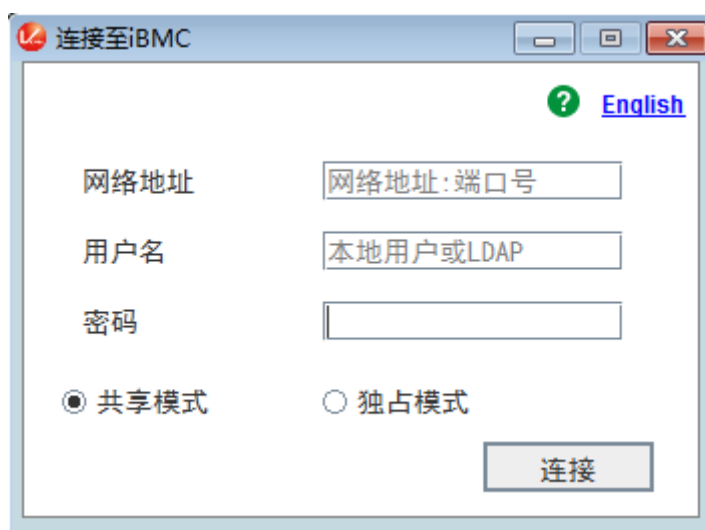 连接至iBMC
English
网络地址 网络地址:端口号
用户名 本地用户或LDAP
密码
共享模式 独占模式
连接